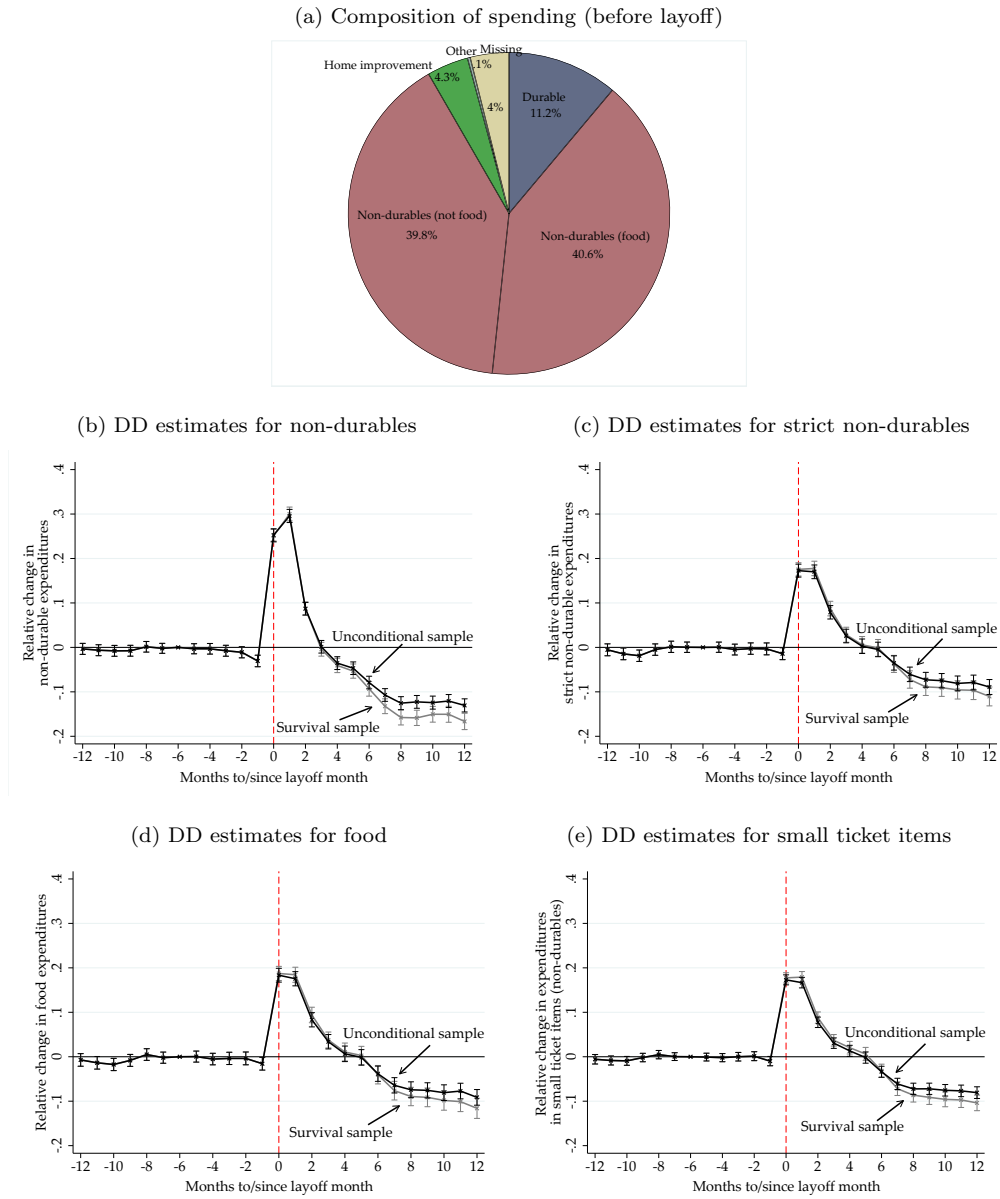 (a) Composition of spending (before layoff)
Other Missing
Home improvement
.1%
4.3%
4%
Durable
11.2%
Non-durables (not food)
39.8%
Non-durables (food)
40.6%
(b) DD estimates for non-durables
Relative change in
non-durable expenditures
.4
.3
.2
.1
0
-.1
-.2
Unconditional sample
Survival sample
-12 -10 -8 -6 -4 -2 0 2 4 6 8 10 12
Months to/since layoff month
(c) DD estimates for strict non-durables
Relative change in
strict non-durable expenditures
.4
.3
.2
.1
0
-.1
-.2
Unconditional sample
Survival sample
-12 -10 -8 -6 -4 -2 0 2 4 6 8 10 12
Months to/since layoff month
(d) DD estimates for food
Relative change in food expenditures
.4
.3
.2
.1
0
-.1
-.2
Unconditional sample
Survival sample
-12 -10 -8 -6 -4 -2 0 2 4 6 8 10 12
Months to/since layoff month
(e) DD estimates for small ticket items
Relative change in expenditures
in small ticket items (non-durables)
.4
.3
.2
.1
0
-.1
-.2
Unconditional sample
Survival sample
-12 -10 -8 -6 -4 -2 0 2 4 6 8 10 12
Months to/since layoff month